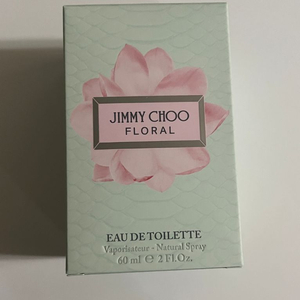 JIMMY CHOO
FLORAL
EAU DE TOILETTE
Vaporisateur - Natural Spray
60 ml ℮ 2 Fl.Oz.